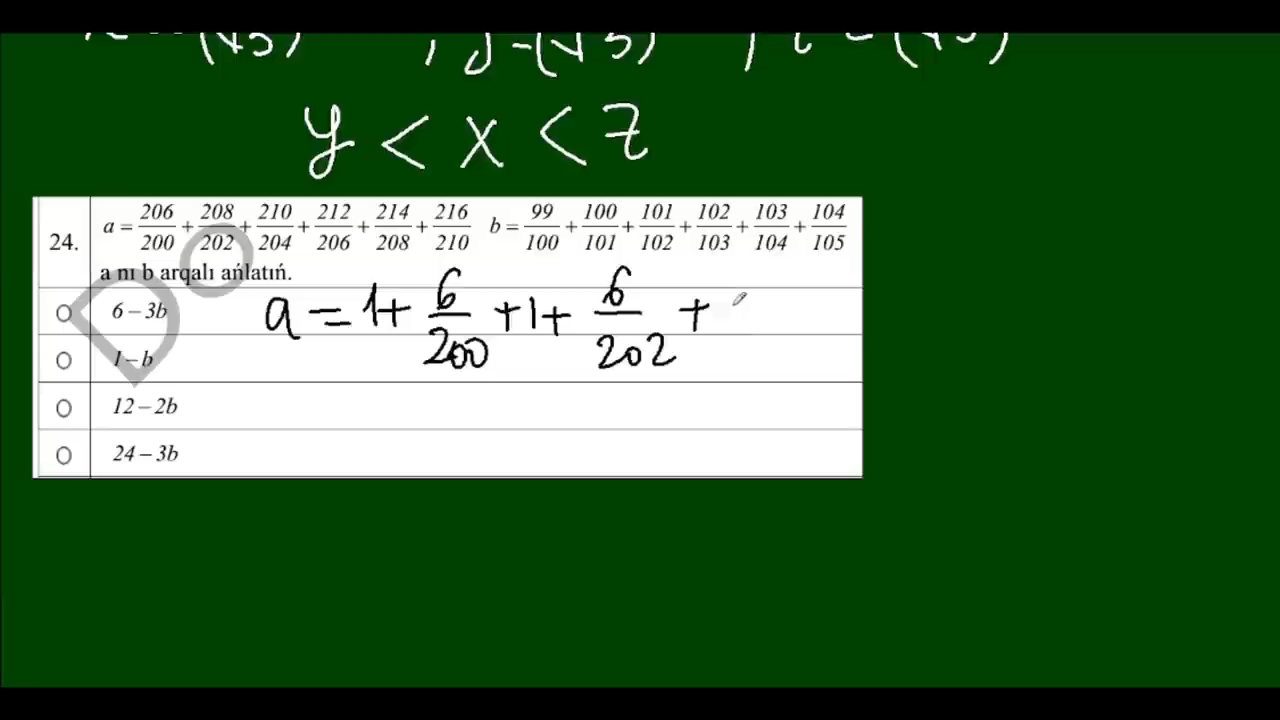 y < x < z
24. a = 206/200 + 208/202 + 210/204 + 212/206 + 214/208 + 216/210 b = 99/100 + 100/101 + 101/102 + 102/103 + 103/104 + 104/105
a nı b arqalı ańlatıń.
6 – 3b
a = 1 + 6/200 + 1 + 6/202 +
1 – b
12 – 2b
24 – 3b
Do